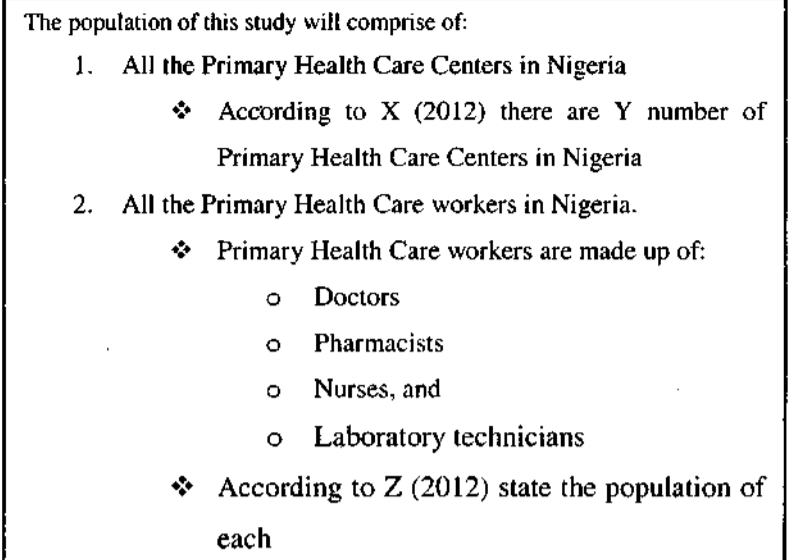 The population of this study will comprise of:
1. All the Primary Health Care Centers in Nigeria
❖ According to X (2012) there are Y number of
Primary Health Care Centers in Nigeria
2. All the Primary Health Care workers in Nigeria.
❖ Primary Health Care workers are made up of:
o Doctors
o Pharmacists
o Nurses, and
o Laboratory technicians
❖ According to Z (2012) state the population of
each